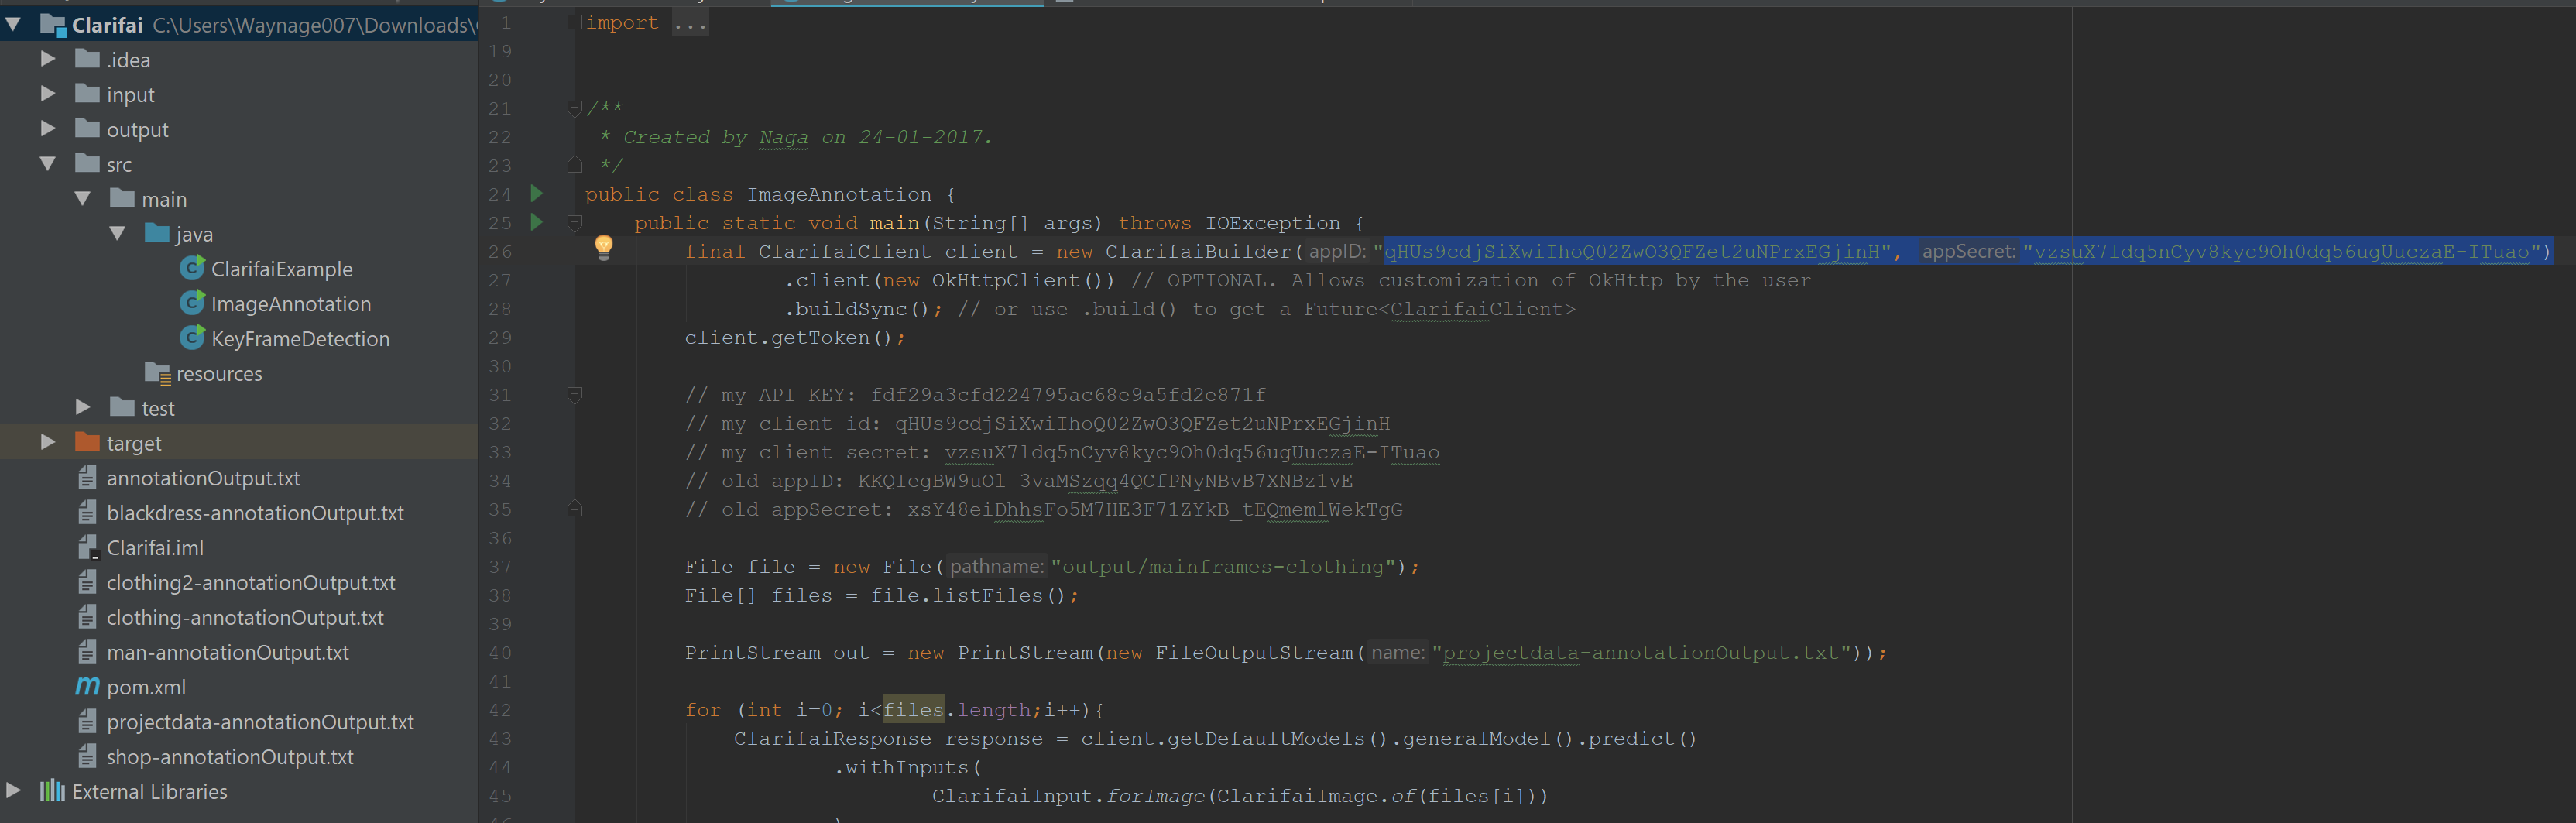 Clarifai C:\Users\Waynage007\Downloads\
.idea
input
output
src
main
java
ClarifaiExample
ImageAnnotation
KeyFrameDetection
resources
test
target
annotationOutput.txt
blackdress-annotationOutput.txt
Clarifai.iml
clothing2-annotationOutput.txt
clothing-annotationOutput.txt
man-annotationOutput.txt
pom.xml
projectdata-annotationOutput.txt
shop-annotationOutput.txt
External Libraries
1 import ...
19
20
21 /**
22 * Created by Naga on 24-01-2017.
23 */
24 public class ImageAnnotation {
25 public static void main(String[] args) throws IOException {
26 final ClarifaiClient client = new ClarifaiBuilder( appID: "qHUs9cdjSiXwiIhoQ02ZwO3QFZet2uNPrxEGjinH", appSecret: "vzsuX7ldq5nCyv8kyc9Oh0dq56ugUuczaE-ITuao")
27 .client(new OkHttpClient()) // OPTIONAL. Allows customization of OkHttp by the user
28 .buildSync(); // or use .build() to get a Future<ClarifaiClient>
29 client.getToken();
30
31 // my API KEY: fdf29a3cfd224795ac68e9a5fd2e871f
32 // my client id: qHUs9cdjSiXwiIhoQ02ZwO3QFZet2uNPrxEGjinH
33 // my client secret: vzsuX7ldq5nCyv8kyc9Oh0dq56ugUuczaE-ITuao
34 // old appID: KKQIegBW9uOl_3vaMSzqq4QCfPNyNBvB7XNBz1vE
35 // old appSecret: xsY48eiDhhsFo5M7HE3F71ZYkB_tEQmemlWekTgG
36
37 File file = new File( pathname: "output/mainframes-clothing");
38 File[] files = file.listFiles();
39
40 PrintStream out = new PrintStream(new FileOutputStream( name: "projectdata-annotationOutput.txt"));
41
42 for (int i=0; i<files.length;i++){
43 ClarifaiResponse response = client.getDefaultModels().generalModel().predict()
44 .withInputs(
45 ClarifaiInput.forImage(ClarifaiImage.of(files[i]))